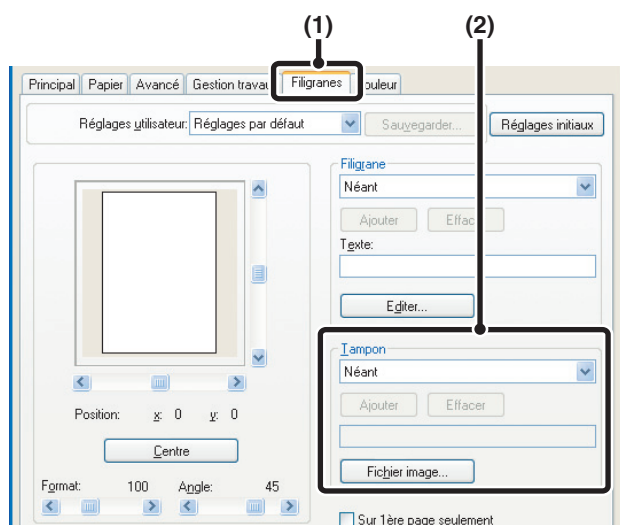 (1) (2)
Principal Papier Avancé Gestion travau Filigranes ouleur
Réglages utilisateur: Réglages par défaut Sauvegarder... Réglages initiaux
Filigrane
Néant
Ajouter Effac
Texte:
Editer...
Tampon
Néant
Position: x: 0 y: 0
Ajouter Effacer
Centre
Fichier image...
Format: 100 Angle: 45
Sur 1ère page seulement